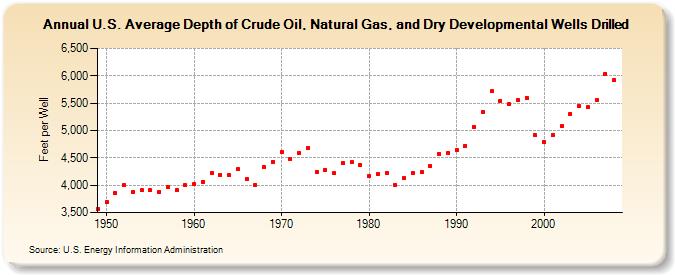 Annual U.S. Average Depth of Crude Oil, Natural Gas, and Dry Developmental Wells Drilled
Feet per Well
6,500
6,000
5,500
5,000
4,500
4,000
3,500
1950 1960 1970 1980 1990 2000
Source: U.S. Energy Information Administration